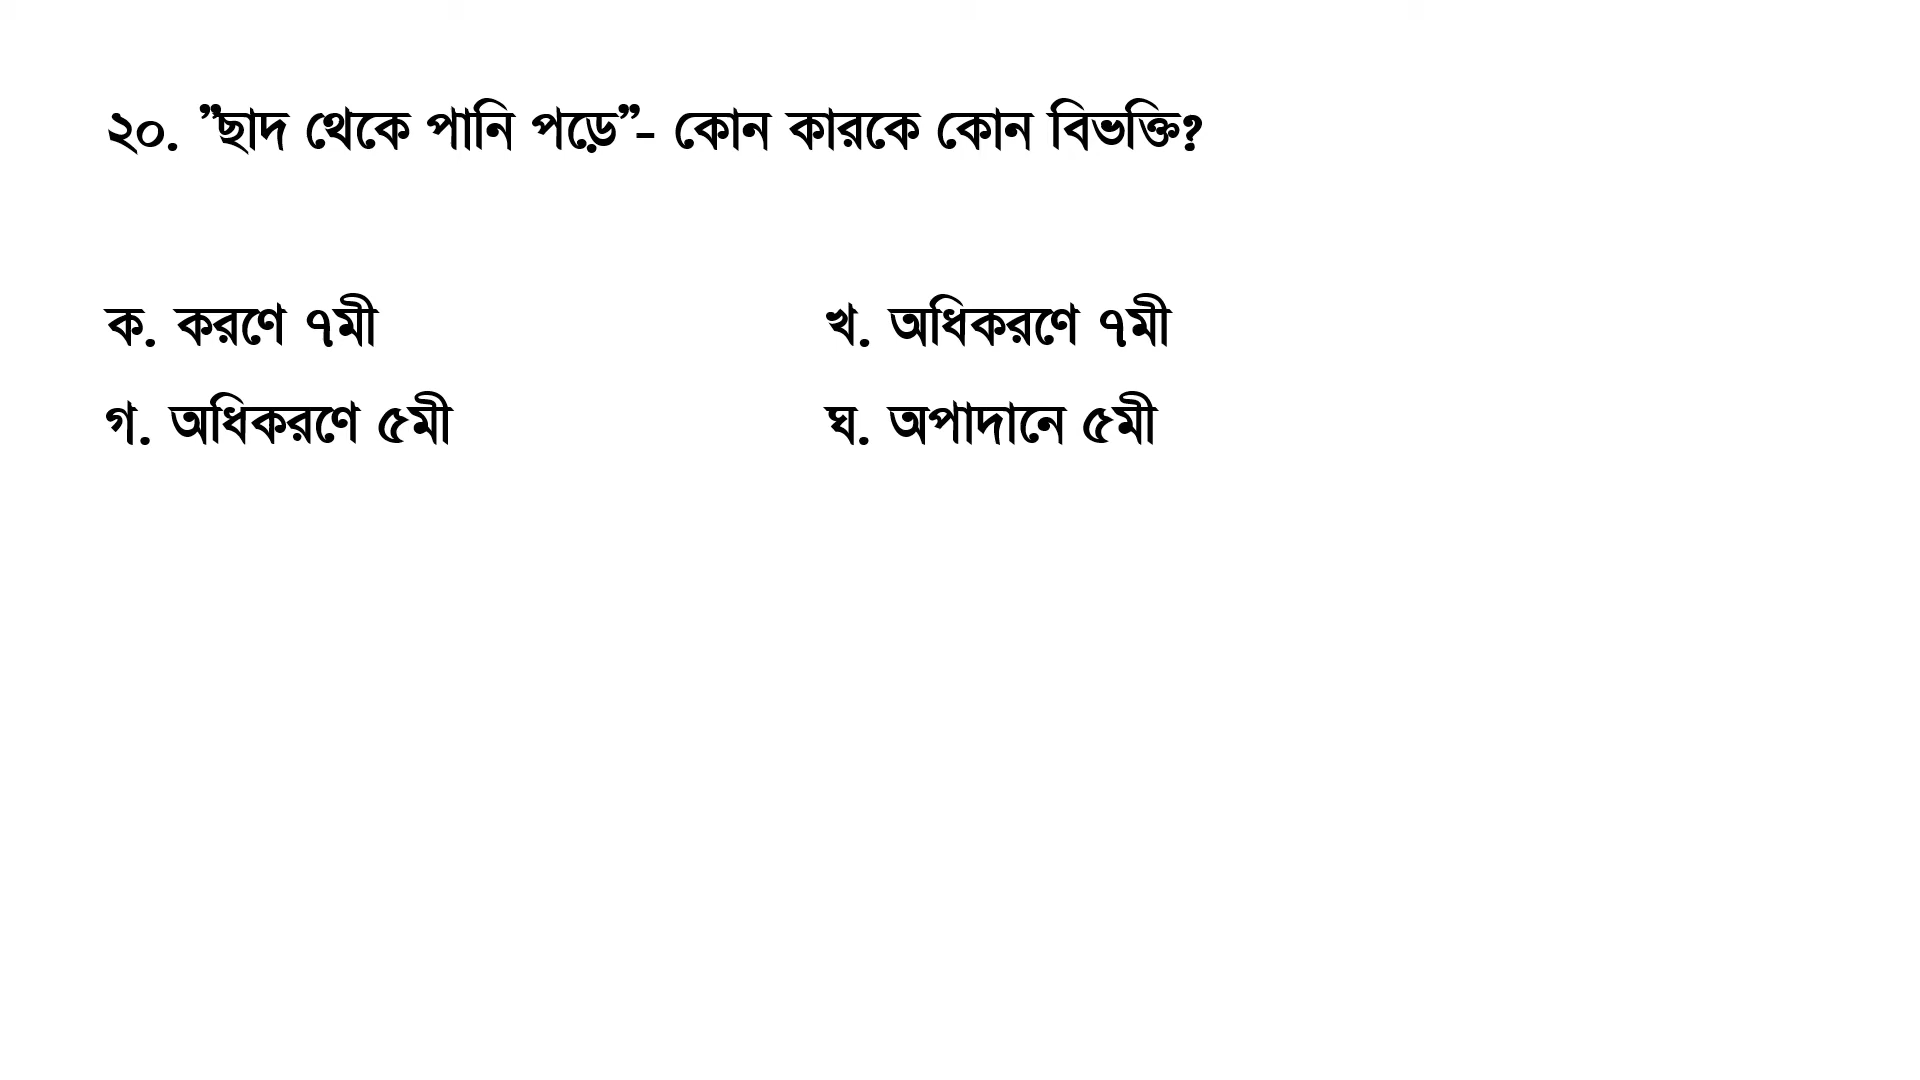 ২০. ”ছাদ থেকে পানি পড়ে”- কোন কারকে কোন বিভক্তি?
ক. করণে ৭মী খ. অধিকরণে ৭মী
গ. অধিকরণে ৫মী ঘ. অপাদানে ৫মী